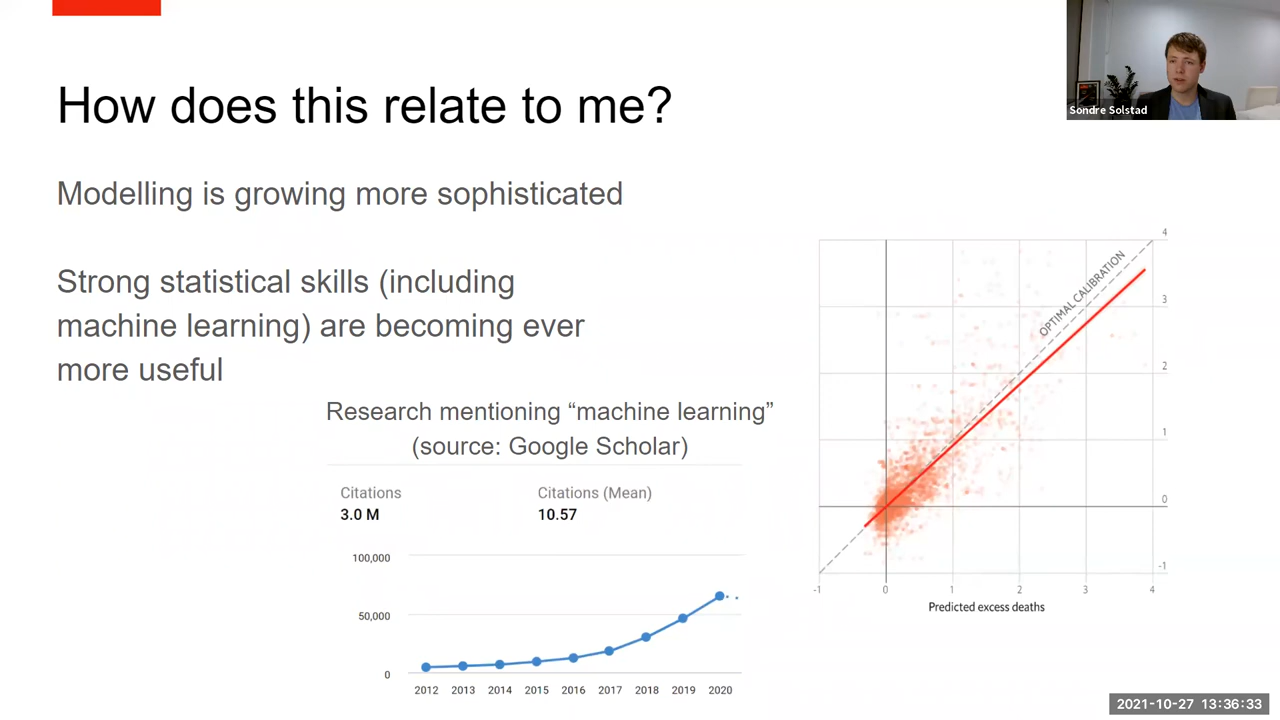 How does this relate to me?
Sondre Solstad
Modelling is growing more sophisticated
Strong statistical skills (including
machine learning) are becoming ever
more useful
Research mentioning “machine learning”
(source: Google Scholar)
Citations
3.0 M
Citations (Mean)
10.57
100,000
50,000
0
2012 2013 2014 2015 2016 2017 2018 2019 2020
OPTIMAL CALIBRATION
4
3
2
1
0
-1
-1 0 1 2 3 4
Predicted excess deaths
2021-10-27 13:36:33